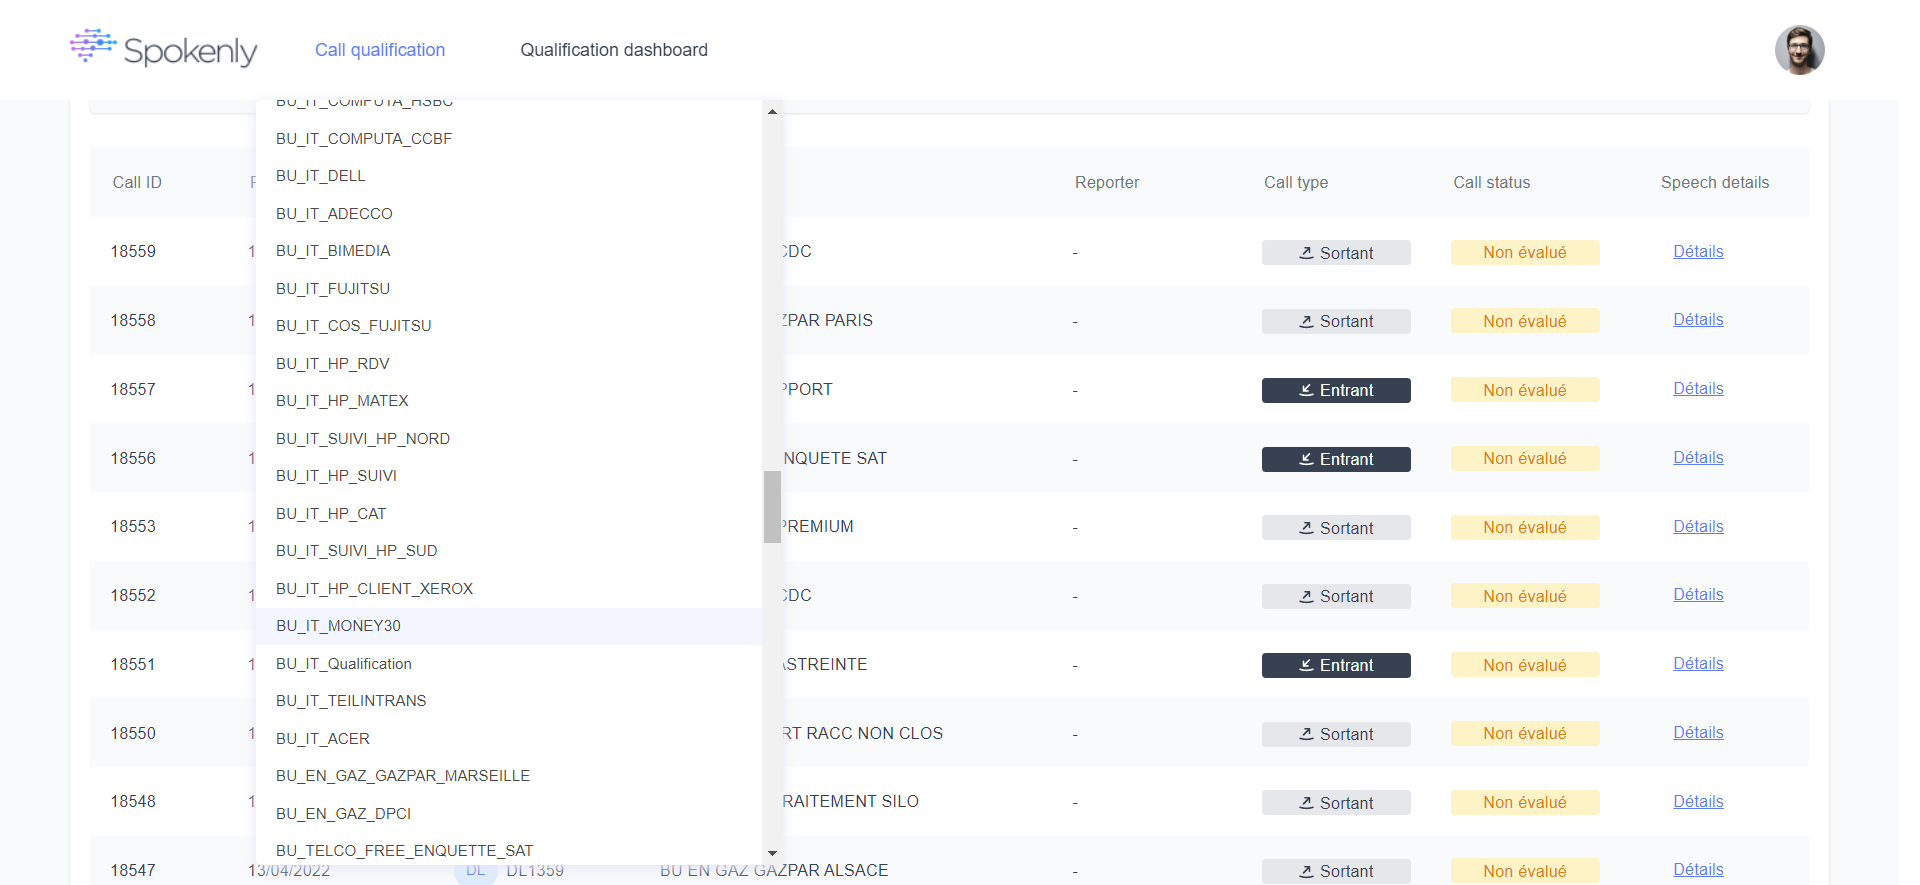 Spokenly Call qualification Qualification dashboard
BU_IT_COMPUTA_HSBC
BU_IT_COMPUTA_CCBF
BU_IT_DELL
BU_IT_ADECCO
BU_IT_BIMEDIA
BU_IT_FUJITSU
BU_IT_COS_FUJITSU
BU_IT_HP_RDV
BU_IT_HP_MATEX
BU_IT_SUIVI_HP_NORD
BU_IT_HP_SUIVI
BU_IT_HP_CAT
BU_IT_SUIVI_HP_SUD
BU_IT_HP_CLIENT_XEROX
BU_IT_MONEY30
BU_IT_Qualification
BU_IT_TEILINTRANS
BU_IT_ACER
BU_EN_GAZ_GAZPAR_MARSEILLE
BU_EN_GAZ_DPCI
BU_TELCO_FREE_ENQUETTE_SAT
Call ID Reporter Call type Call status Speech details
18559 1 CDC - Sortant Non évalué Détails
18558 1 ZPAR PARIS - Sortant Non évalué Détails
18557 1 PPORT - Entrant Non évalué Détails
18556 1 NQUETE SAT - Entrant Non évalué Détails
18553 1 PREMIUM - Sortant Non évalué Détails
18552 1 CDC - Sortant Non évalué Détails
18551 1 ASTREINTE - Entrant Non évalué Détails
18550 1 RT RACC NON CLOS - Sortant Non évalué Détails
18548 1 RAITEMENT SILO - Sortant Non évalué Détails
18547 13/04/2022 DL DL1359 BU EN GAZ GAZPAR ALSACE - Sortant Non évalué Détails